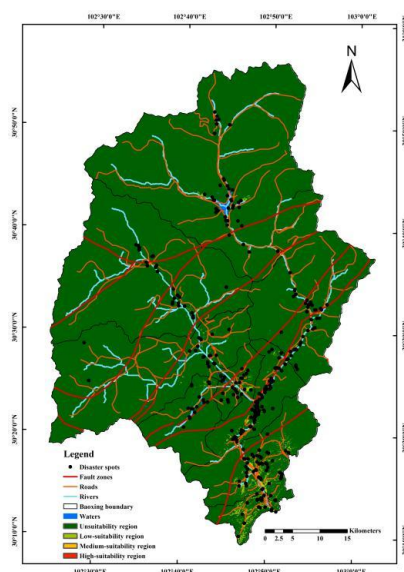 102°30'0"E 102°40'0"E 102°50'0"E 103°0'0"E
N
30°50'0"N
30°40'0"N
30°30'0"N
30°20'0"N
30°10'0"N
Legend
Disaster spots
Fault zones
Roads
Rivers
Baoxing boundary
Waters
Unsuitability region
Low-suitability region
Medium-suitability region
High-suitability region
Kilometers
0 2.5 5 10 15